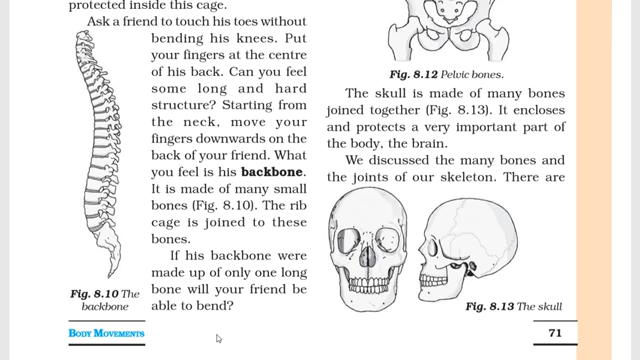 protected inside this cage.
Ask a friend to touch his toes without
bending his knees. Put
your fingers at the centre
of his back. Can you feel
some long and hard
structure? Starting from
the neck, move your
fingers downwards on the
back of your friend. What
you feel is his backbone.
It is made of many small
bones (Fig. 8.10). The rib
cage is joined to these
bones.
If his backbone were
made up of only one long
bone will your friend be
able to bend?
Fig. 8.10 The
backbone
Fig. 8.12 Pelvic bones.
The skull is made of many bones
joined together (Fig. 8.13). It encloses
and protects a very important part of
the body, the brain.
We discussed the many bones and
the joints of our skeleton. There are
Fig. 8.13 The skull
BODY MOVEMENTS
71